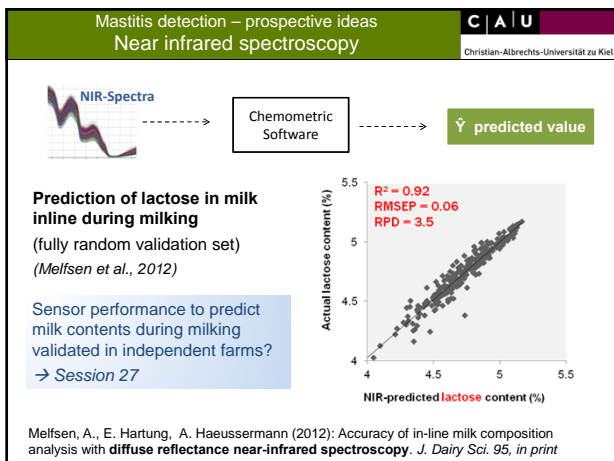 Mastitis detection – prospective ideas
Near infrared spectroscopy
C A U
Christian-Albrechts-Universität zu Kiel
NIR-Spectra
Chemometric
Software
Ŷ predicted value
Prediction of lactose in milk
inline during milking
(fully random validation set)
(Melfsen et al., 2012)
Sensor performance to predict
milk contents during milking
validated in independent farms?
→ Session 27
Actual lactose content (%)
5.5
5
4.5
4
R² = 0.92
RMSEP = 0.06
RPD = 3.5
4 4.5 5 5.5
NIR-predicted lactose content (%)
Melfsen, A., E. Hartung, A. Haeussermann (2012): Accuracy of in-line milk composition
analysis with diffuse reflectance near-infrared spectroscopy. J. Dairy Sci. 95, in print